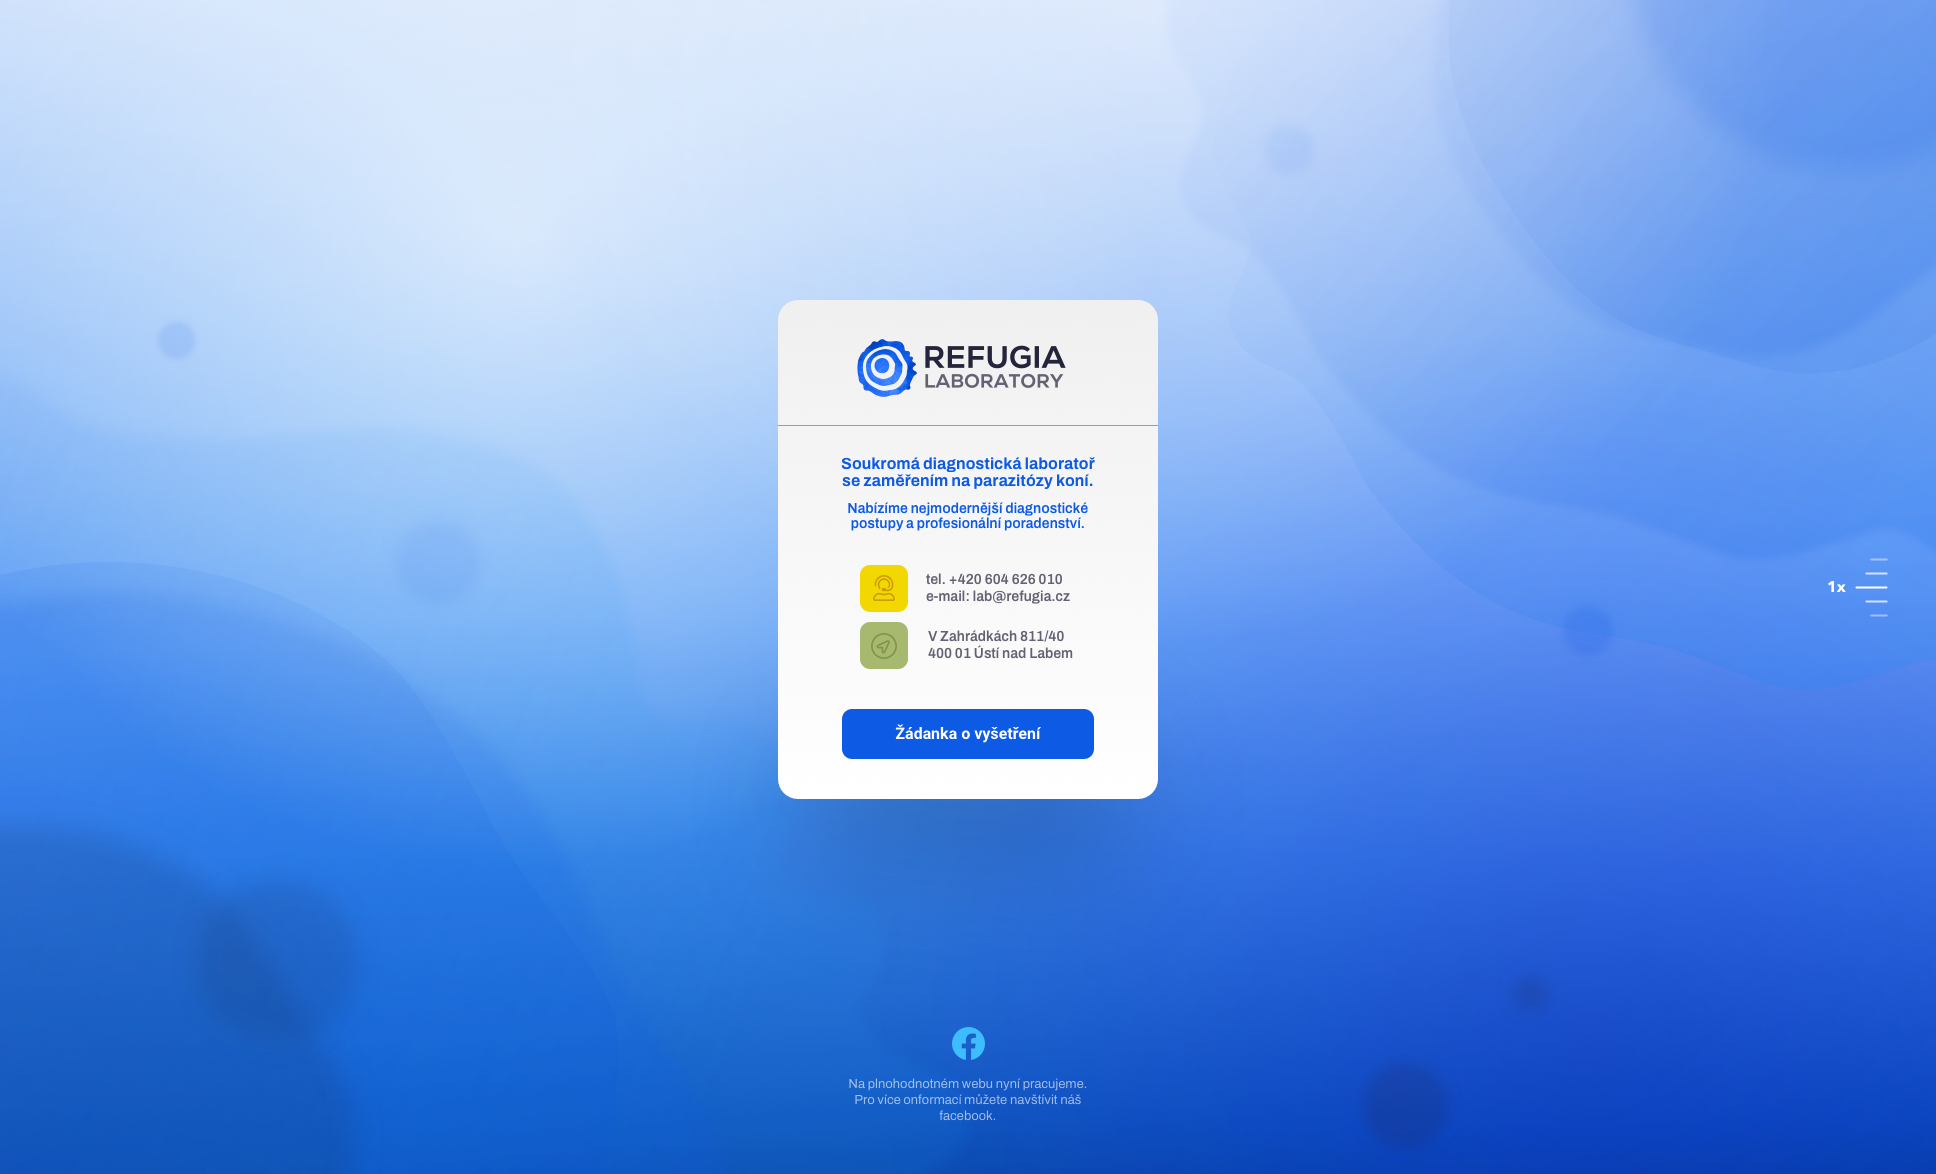 REFUGIA
LABORATORY
Soukromá diagnostická laboratoř
se zaměřením na parazitózy koní.
Nabízíme nejmodernější diagnostické
postupy a profesionální poradenství.
tel. +420 604 626 010
e-mail: lab@refugia.cz
V Zahrádkách 811/40
400 01 Ústí nad Labem
1x
Žádanka o vyšetření
Na plnohodnotném webu nyní pracujeme.
Pro více onformací můžete navštívit náš
facebook.